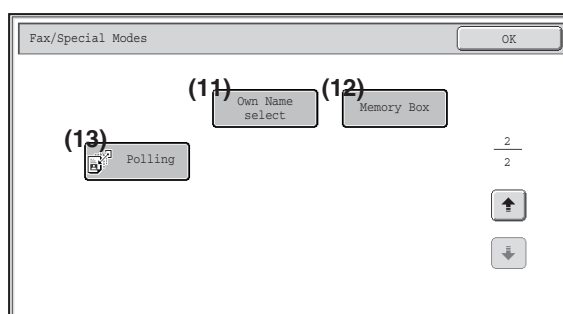 Fax/Special Modes
OK
(11)
Own Name
select
(12)
Memory Box
(13)
Polling
2
2